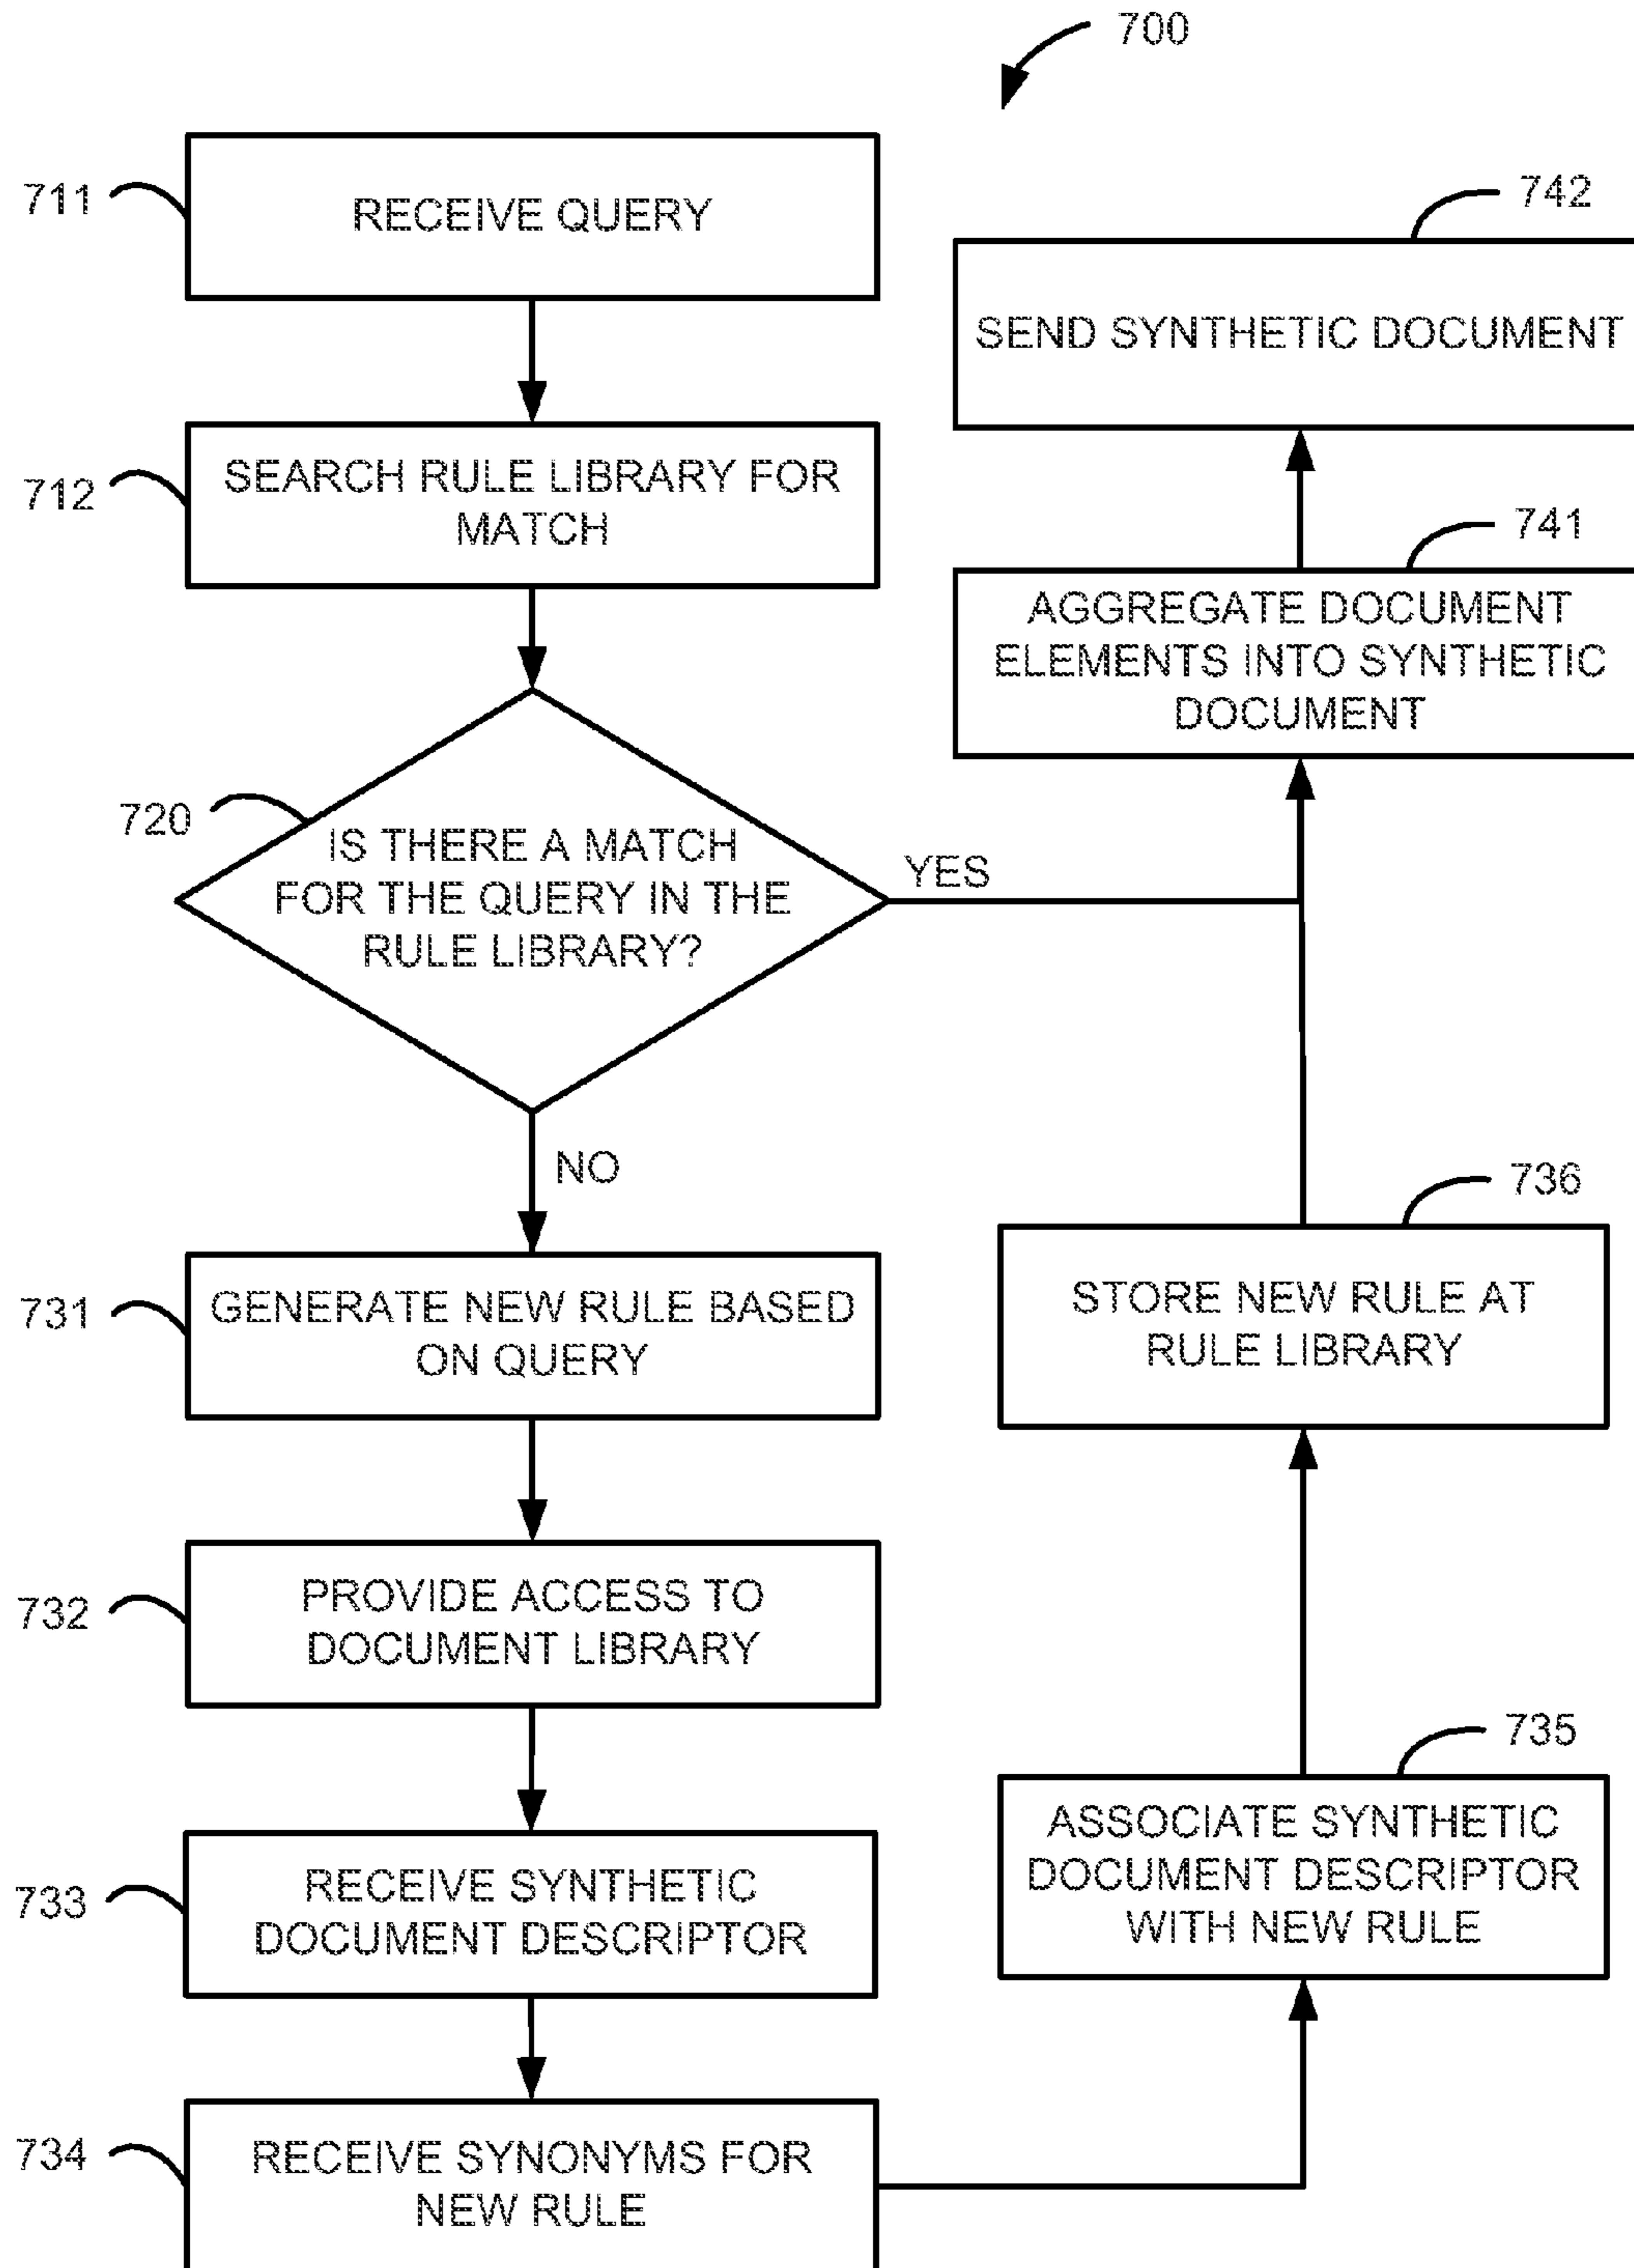 700
711
RECEIVE QUERY
712
SEARCH RULE LIBRARY FOR
MATCH
720
IS THERE A MATCH
FOR THE QUERY IN THE
RULE LIBRARY?
YES
NO
731
GENERATE NEW RULE BASED
ON QUERY
732
PROVIDE ACCESS TO
DOCUMENT LIBRARY
733
RECEIVE SYNTHETIC
DOCUMENT DESCRIPTOR
734
RECEIVE SYNONYMS FOR
NEW RULE
735
ASSOCIATE SYNTHETIC
DOCUMENT DESCRIPTOR
WITH NEW RULE
736
STORE NEW RULE AT
RULE LIBRARY
741
AGGREGATE DOCUMENT
ELEMENTS INTO SYNTHETIC
DOCUMENT
742
SEND SYNTHETIC DOCUMENT